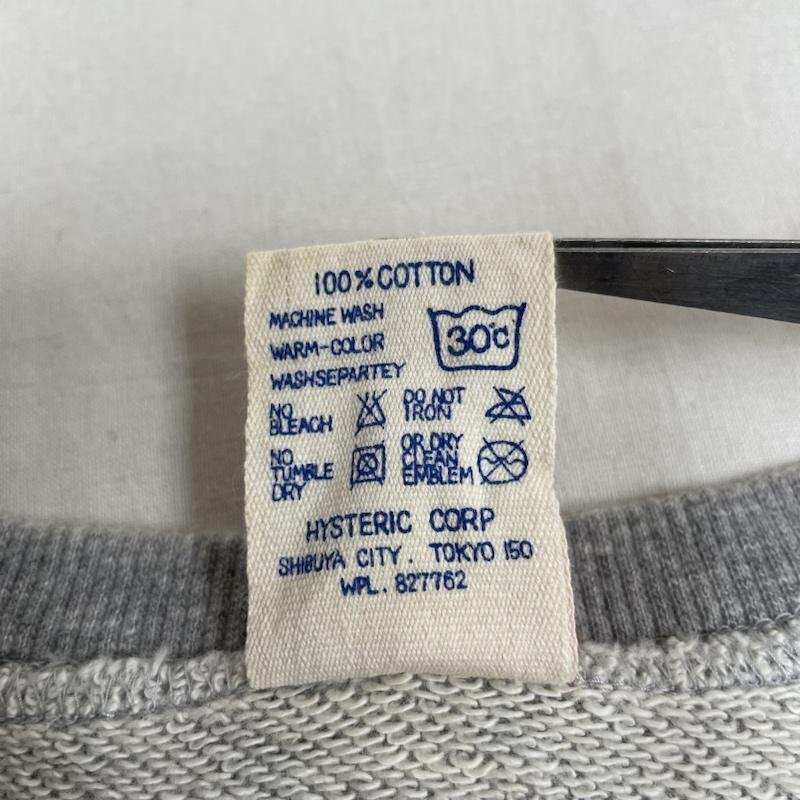 100% COTTON
MACHINE WASH
WARM-COLOR
WASHSEPARTEY
30℃
NO BLEACH
DO NOT IRON
NO TUMBLE DRY
OR DRY CLEAN EMBLEM
HYSTERIC CORP
SHIBUYA CITY. TOKYO 150
WPL. 827762